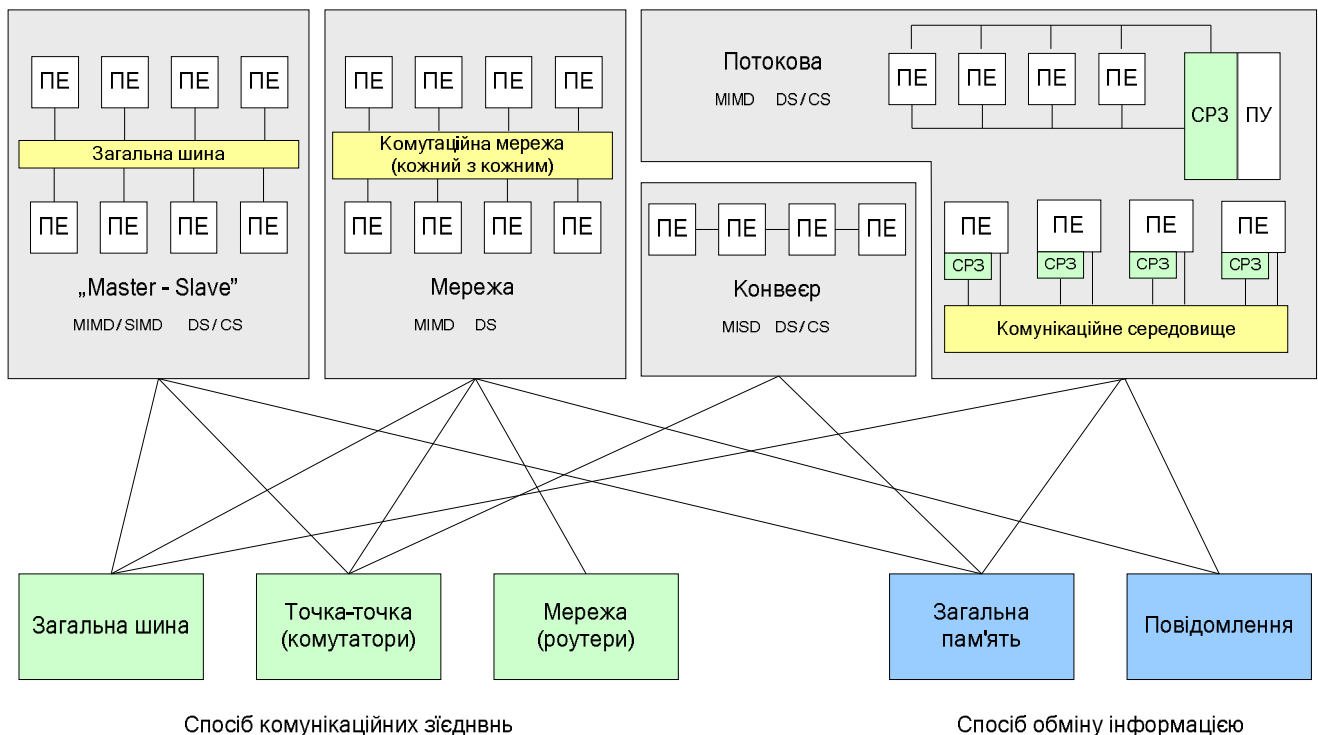 ПЕ ПЕ ПЕ ПЕ
Загальна шина
ПЕ ПЕ ПЕ ПЕ
„Master - Slave”
MIMD/SIMD DS/CS
ПЕ ПЕ ПЕ ПЕ
Комутаційна мережа
(кожний з кожним)
ПЕ ПЕ ПЕ ПЕ
Мережа
MIMD DS
Потокова
MIMD DS/CS
ПЕ ПЕ ПЕ ПЕ
СРЗ ПУ
ПЕ ПЕ ПЕ ПЕ
Конвеєр
MISD DS/CS
ПЕ ПЕ ПЕ ПЕ
СРЗ СРЗ СРЗ СРЗ
Комунікаційне середовище
Загальна шина
Точка-точка
(комутатори)
Мережа
(роутери)
Загальна
пам'ять
Повідомлення
Спосіб комунікаційних зїєднвнь
Спосіб обміну інформацією